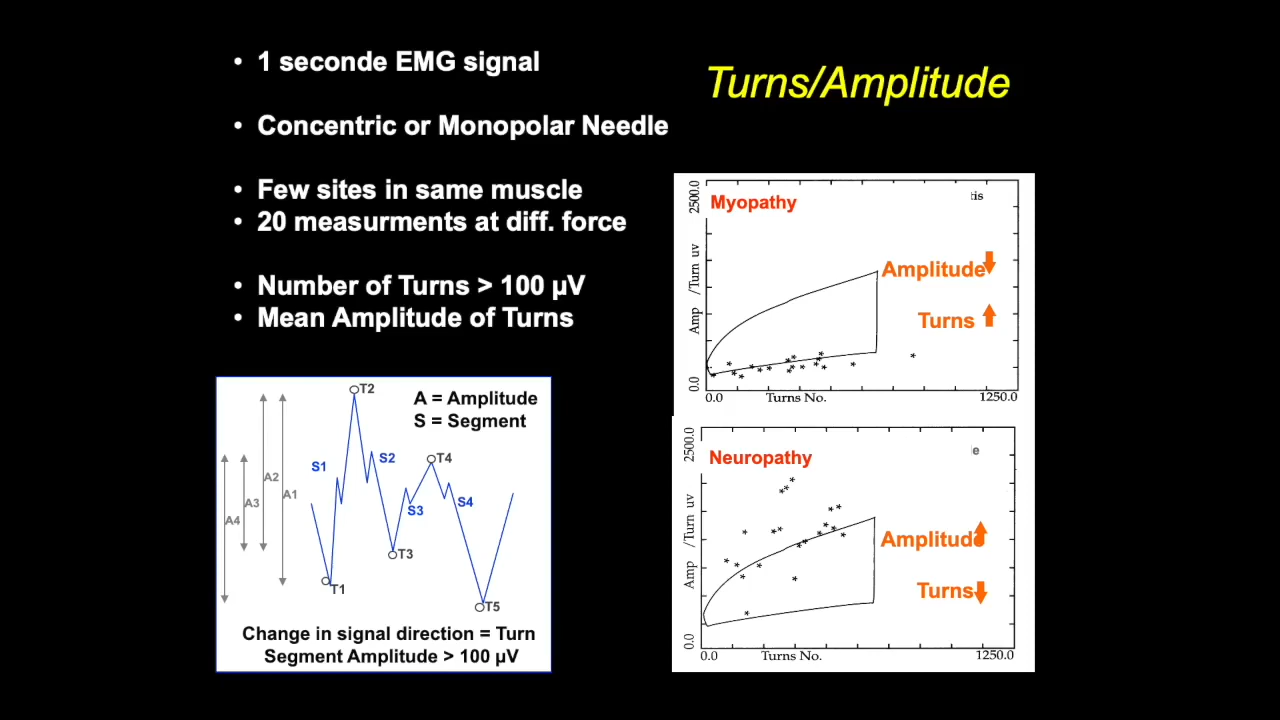 • 1 seconde EMG signal
Turns/Amplitude
• Concentric or Monopolar Needle
• Few sites in same muscle
• 20 measurments at diff. force
• Number of Turns > 100 µV
• Mean Amplitude of Turns
A = Amplitude
S = Segment
T2
S1
S2
T4
A2
A1
A3
A4
S3
S4
T3
T1
T5
Change in signal direction = Turn
Segment Amplitude > 100 µV
2500.0
Myopathy
tis
Amp /Turn uv
Amplitude
Turns
0.0
0.0
Turns No.
1250.0
2500.0
Neuropathy
e
Amp /Turn uv
Amplitude
Turns
0.0
0.0
Turns No.
1250.0